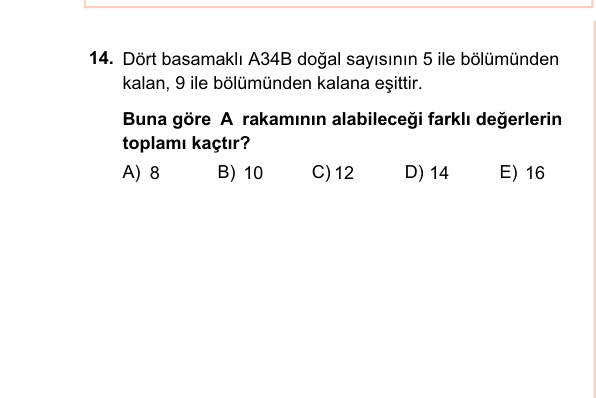 14. Dört basamaklı A34B doğal sayısının 5 ile bölümünden
kalan, 9 ile bölümünden kalana eşittir.
Buna göre A rakamının alabileceği farklı değerlerin
toplamı kaçtır?
A) 8 B) 10 C) 12 D) 14 E) 16